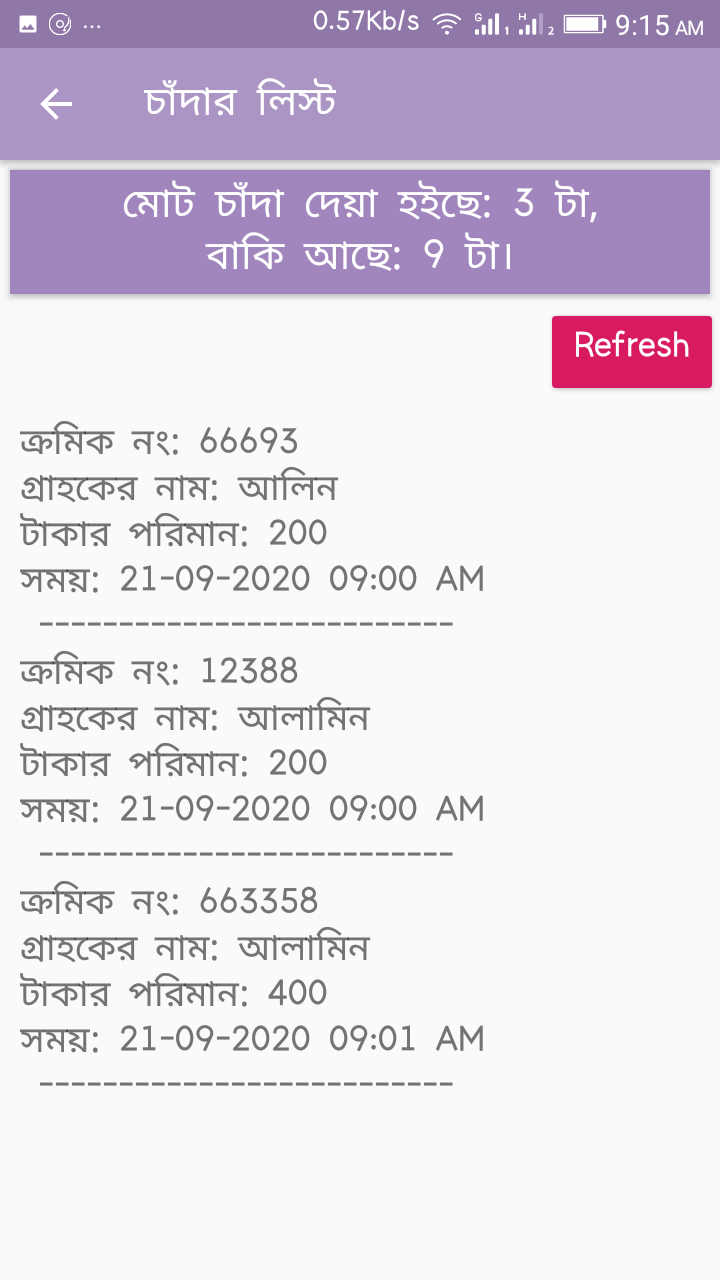 0.57Kb/s G 1 H 2 9:15 AM
চাঁদার লিস্ট
মোট চাঁদা দেয়া হইছে: 3 টা,
বাকি আছে: 9 টা।
Refresh
ক্রমিক নং: 66693
গ্রাহকের নাম: আলিন
টাকার পরিমান: 200
সময়: 21-09-2020 09:00 AM
---------------------------
ক্রমিক নং: 12388
গ্রাহকের নাম: আলামিন
টাকার পরিমান: 200
সময়: 21-09-2020 09:00 AM
---------------------------
ক্রমিক নং: 663358
গ্রাহকের নাম: আলামিন
টাকার পরিমান: 400
সময়: 21-09-2020 09:01 AM
---------------------------